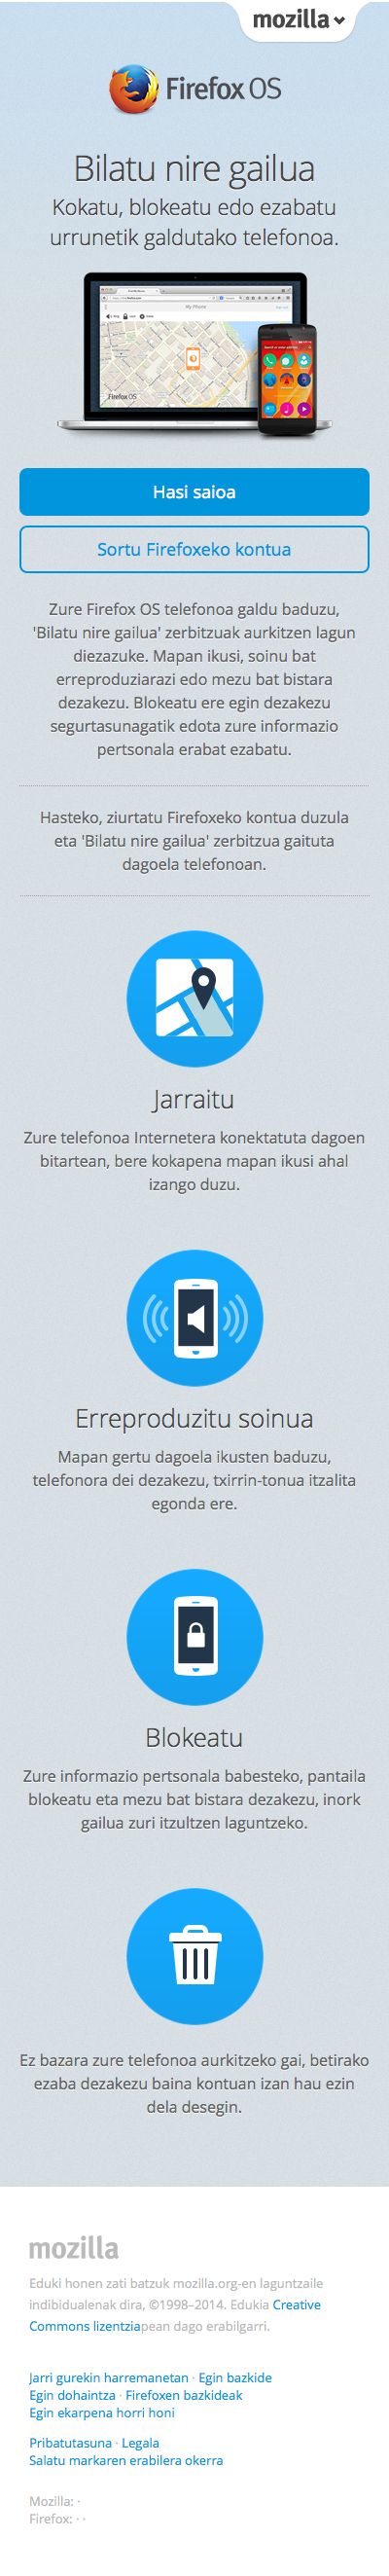 mozilla
Firefox OS
Bilatu nire gailua
Kokatu, blokeatu edo ezabatu
urrunetik galdutako telefonoa.
My Phone
Firefox OS
Hasi saioa
Sortu Firefoxeko kontua
Zure Firefox OS telefonoa galdu baduzu,
'Bilatu nire gailua' zerbitzuak aurkitzen lagun
diezazuke. Mapan ikusi, soinu bat
erreproduziarazi edo mezu bat bistara
dezakezu. Blokeatu ere egin dezakezu
segurtasunagatik edota zure informazio
pertsonala erabat ezabatu.
Hasteko, ziurtatu Firefoxeko kontua duzula
eta 'Bilatu nire gailua' zerbitzua gaituta
dagoela telefonoan.
Jarraitu
Zure telefonoa Internetera konektatuta dagoen
bitartean, bere kokapena mapan ikusi ahal
izango duzu.
Erreproduzitu soinua
Mapan gertu dagoela ikusten baduzu,
telefonora dei dezakezu, txirrin-tonua itzalita
egonda ere.
Blokeatu
Zure informazio pertsonala babesteko, pantaila
blokeatu eta mezu bat bistara dezakezu, inork
gailua zuri itzultzen laguntzeko.
Ez bazara zure telefonoa aurkitzeko gai, betirako
ezaba dezakezu baina kontuan izan hau ezin
dela desegin.
mozilla
Eduki honen zati batzuk mozilla.org-en laguntzaile
indibidualenak dira, ©1998–2014. Edukia Creative
Commons lizentziapean dago erabilgarri.
Jarri gurekin harremanetan · Egin bazkide
Egin dohaintza · Firefoxen bazkideak
Egin ekarpena horri honi
Pribatutasuna · Legala
Salatu markaren erabilera okerra
Mozilla: ·
Firefox: · ·